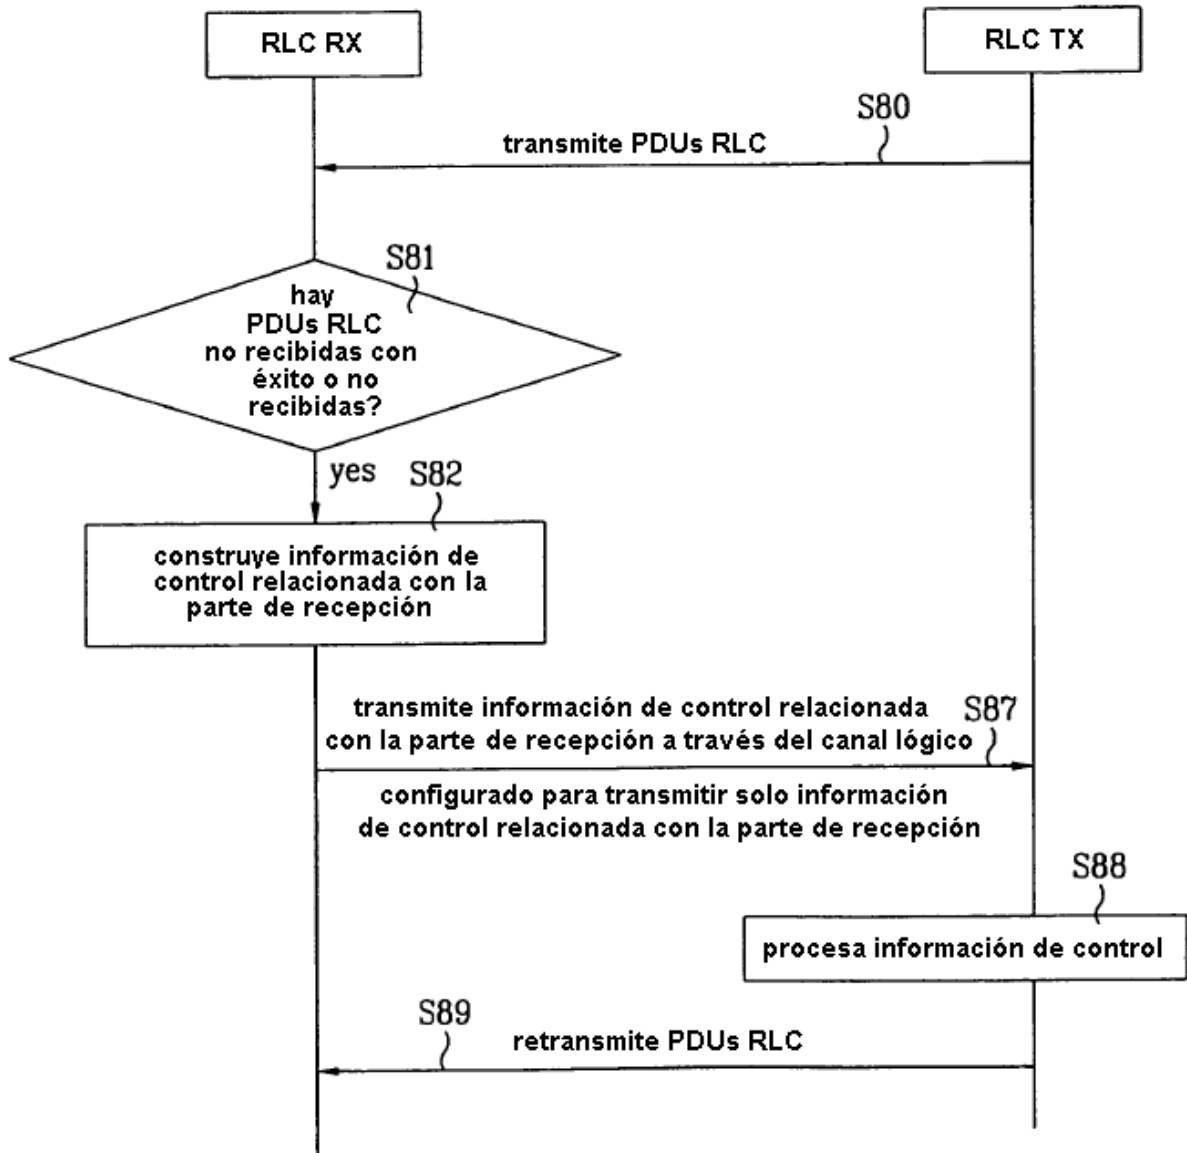 RLC RX
RLC TX
S80
transmite PDUs RLC
S81
hay
PDUs RLC
no recibidas con
éxito o no
recibidas?
yes
S82
construye información de
control relacionada con la
parte de recepción
transmite información de control relacionada
con la parte de recepción a través del canal lógico
S87
configurado para transmitir solo información
de control relacionada con la parte de recepción
S88
procesa información de control
S89
retransmite PDUs RLC